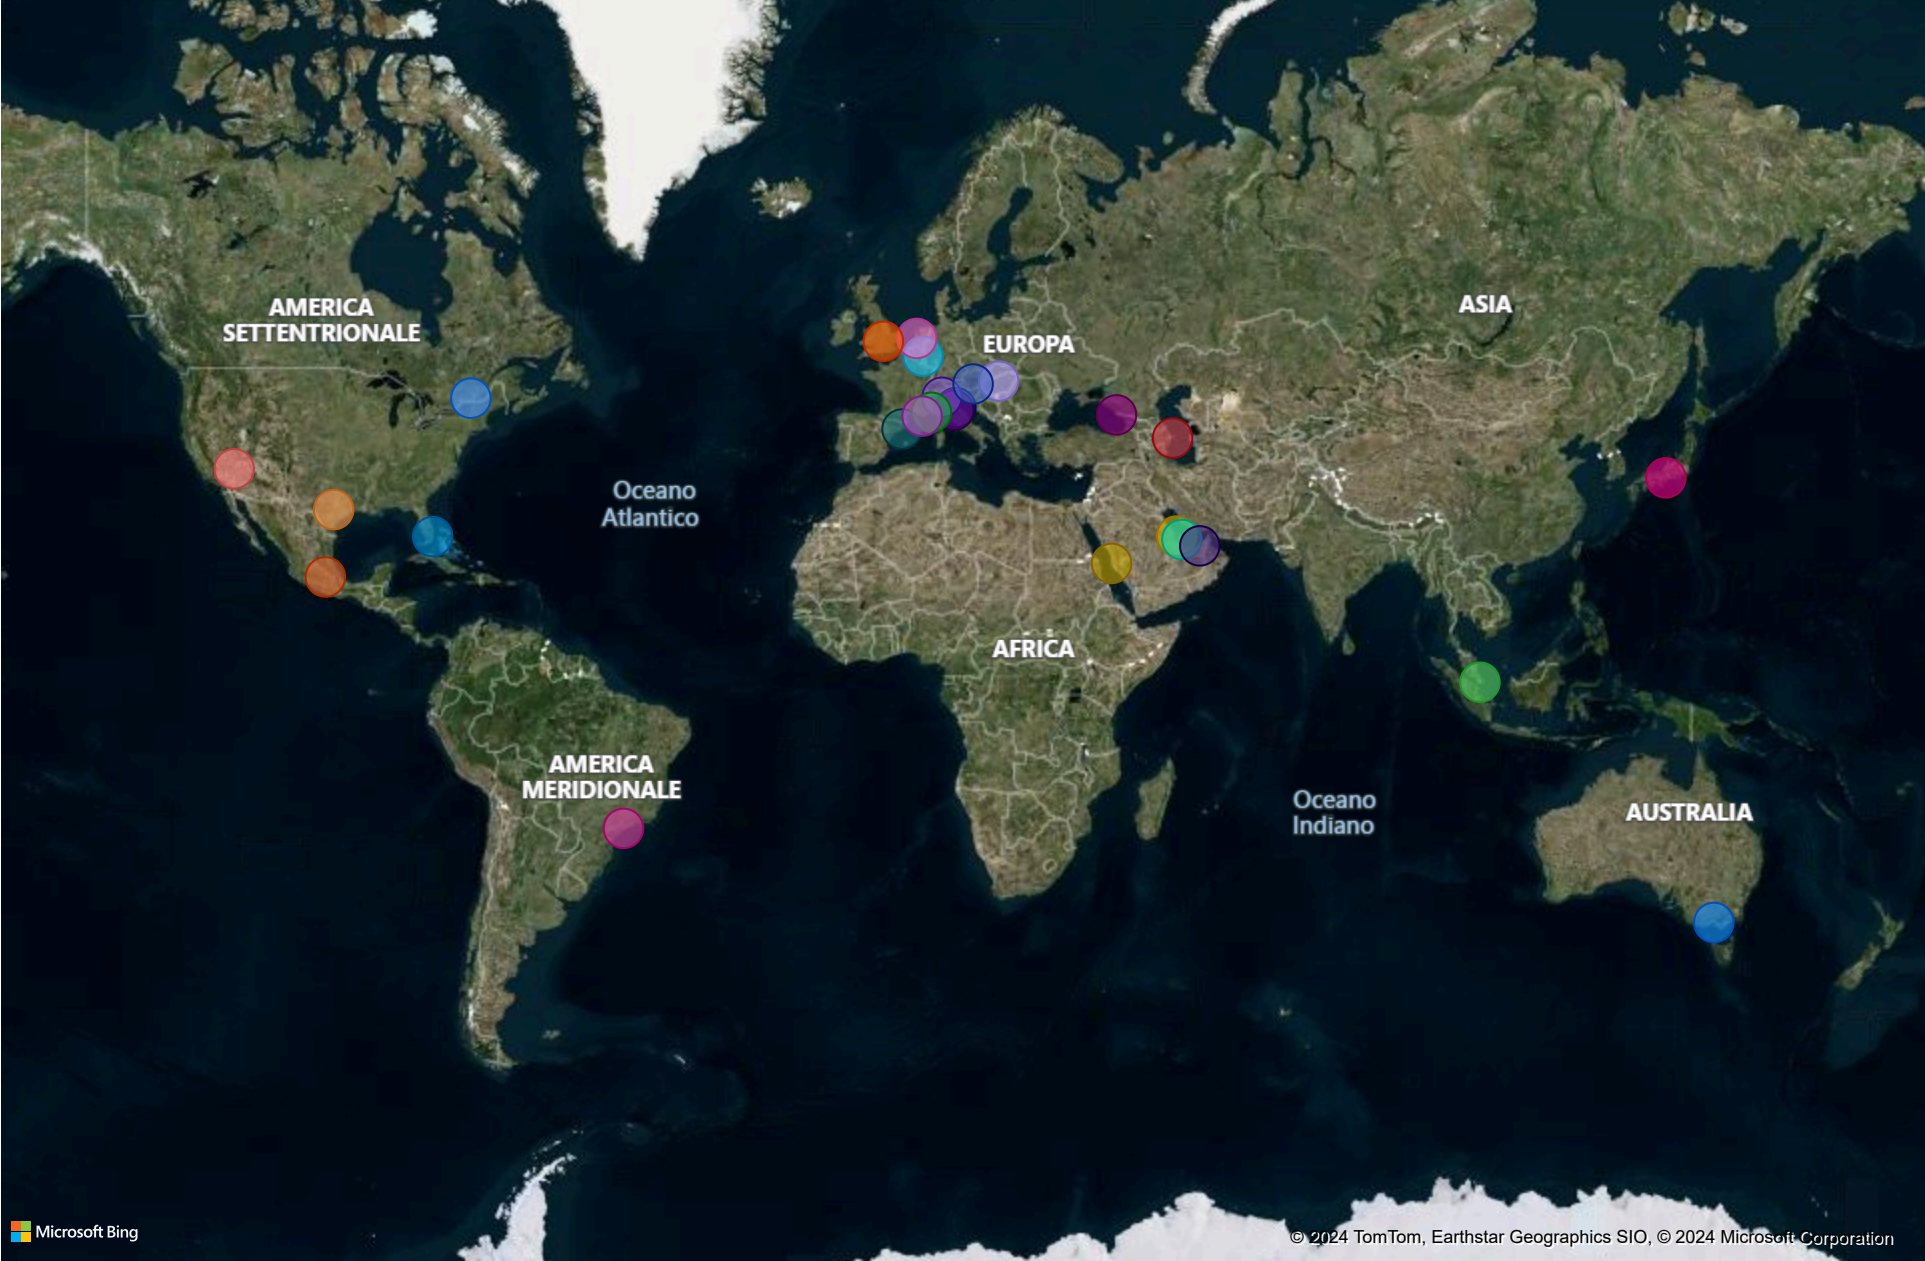 AMERICA
SETTENTRIONALE
EUROPA
ASIA
Oceano
Atlantico
AFRICA
AMERICA
MERIDIONALE
Oceano
Indiano
AUSTRALIA
Microsoft Bing
© 2024 TomTom, Earthstar Geographics SIO, © 2024 Microsoft Corporation